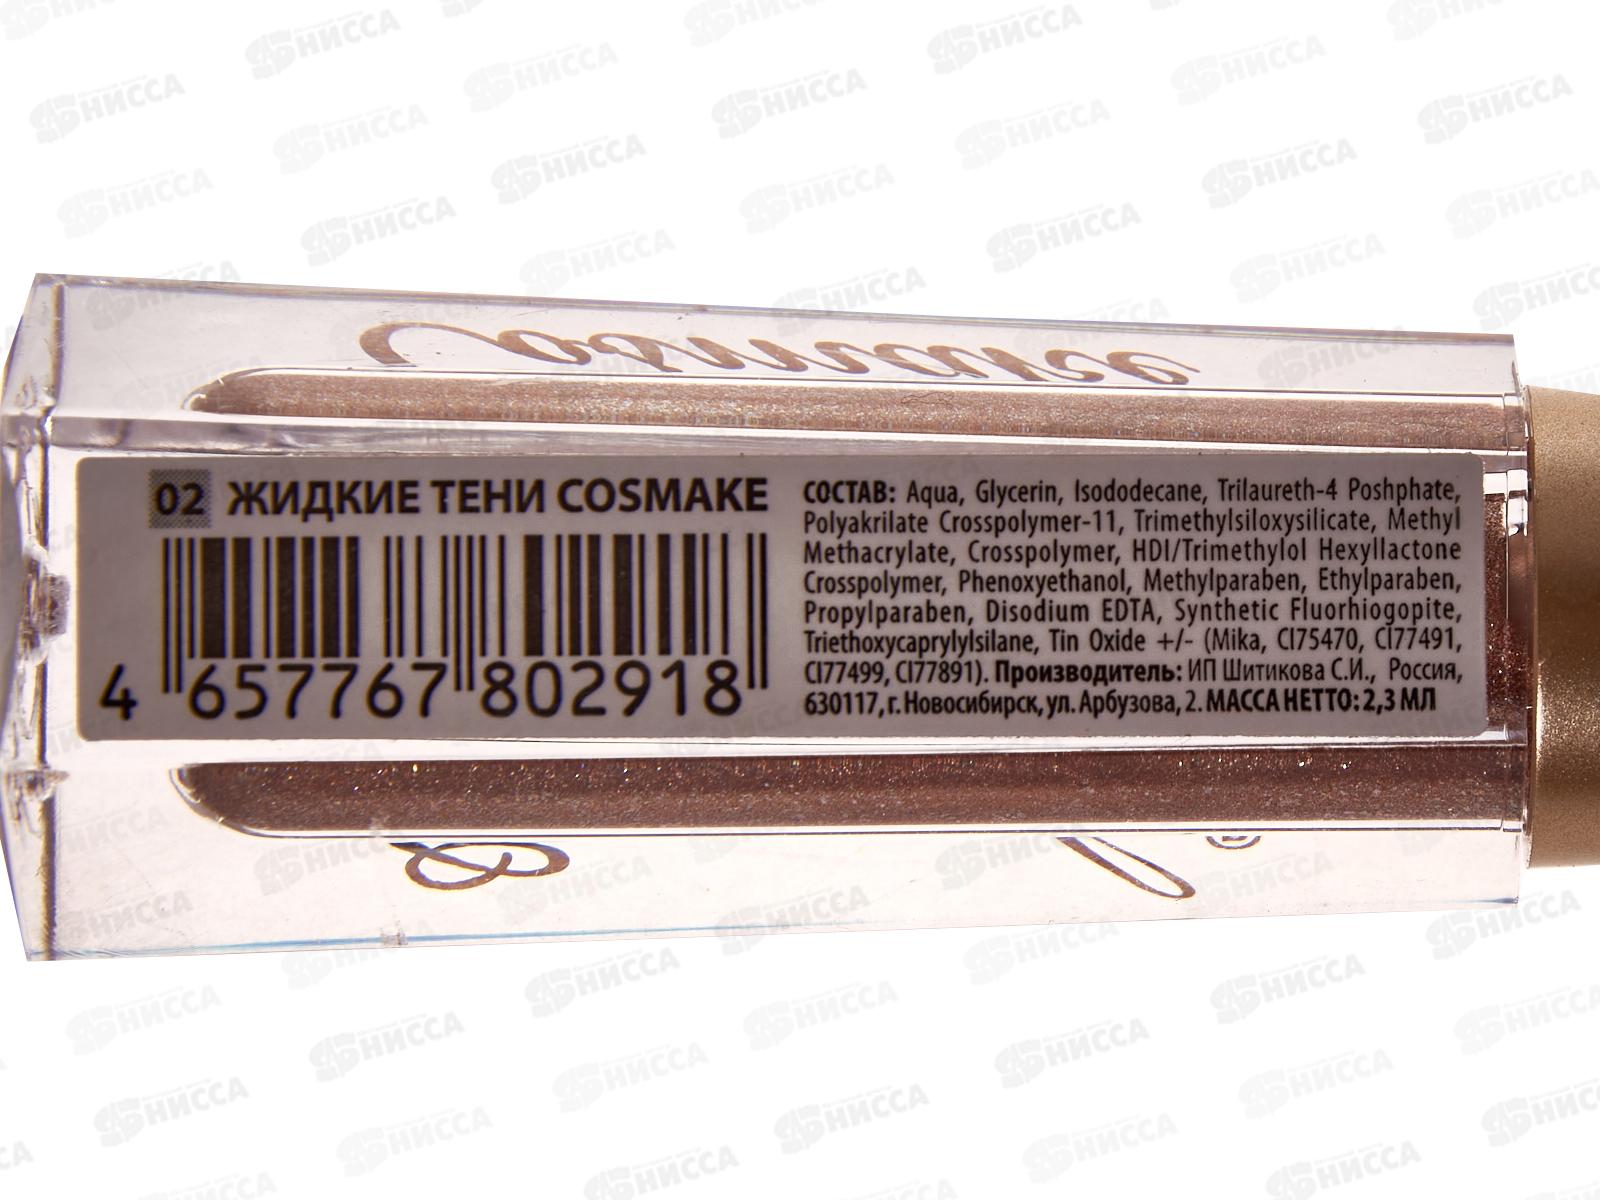 Cosmake
02 ЖИДКИЕ ТЕНИ COSMAKE
4 657767 802918
СОСТАВ: Aqua, Glycerin, Isododecane, Trilaureth-4 Poshphate,
Polyakrilate Crosspolymer-11, Trimethylsiloxysilicate, Methyl
Methacrylate, Crosspolymer, HDI/Trimethylol Hexyllactone
Crosspolymer, Phenoxyethanol, Methylparaben, Ethylparaben,
Propylparaben, Disodium EDTA, Synthetic Fluorhiogopite,
Triethoxycaprylylsilane, Tin Oxide +/- (Mika, CI75470, CI77491,
CI77499, CI77891). Производитель: ИП Шитикова С.И., Россия,
630117, г. Новосибирск, ул. Арбузова, 2. МАССА НЕТТО: 2,3 МЛ
НИССА